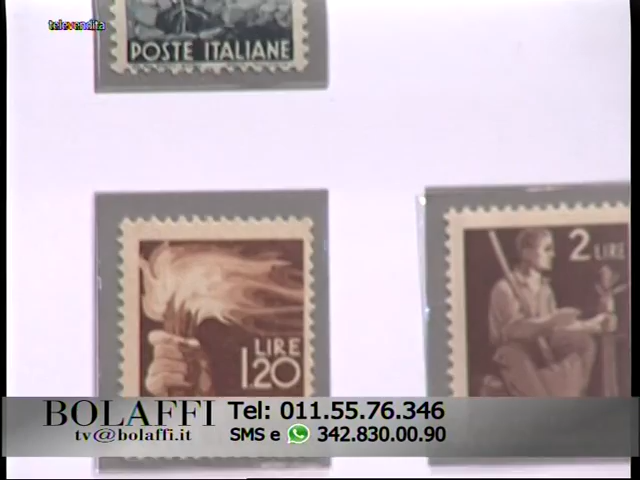 televendita
POSTE ITALIANE
2 LIRE
LIRE
1.20
BOLAFFI
tv@bolaffi.it
Tel: 011.55.76.346
SMS e 342.830.00.90